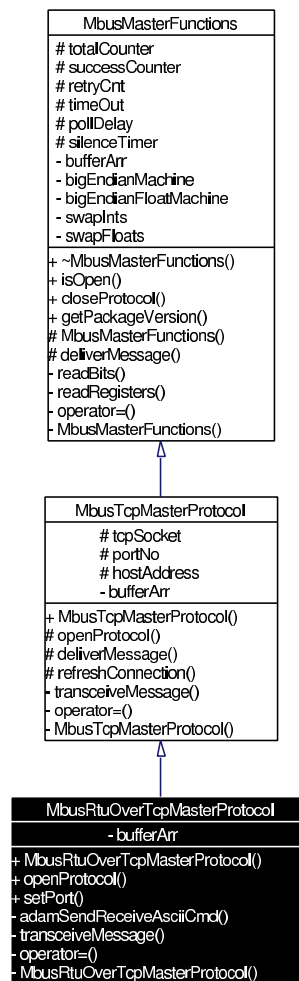 MbusMasterFunctions
# totalCounter
# successCounter
# retryCnt
# timeOut
# pollDelay
# silenceTimer
- bufferArr
- bigEndianMachine
- bigEndianFloatMachine
- swapInts
- swapFloats
+ ~MbusMasterFunctions()
+ isOpen()
+ closeProtocol()
+ getPackageVersion()
# MbusMasterFunctions()
# deliverMessage()
- readBits()
- readRegisters()
- operator=()
- MbusMasterFunctions()
MbusTcpMasterProtocol
# tcpSocket
# portNo
# hostAddress
- bufferArr
+ MbusTcpMasterProtocol()
# openProtocol()
# deliverMessage()
# refreshConnection()
- transceiveMessage()
- operator=()
- MbusTcpMasterProtocol()
MbusRtuOverTcpMasterProtocol
- bufferArr
+ MbusRtuOverTcpMasterProtocol()
+ openProtocol()
+ setPort()
- adamSendReceiveAsciiCmd()
- transceiveMessage()
- operator=()
- MbusRtuOverTcpMasterProtocol()